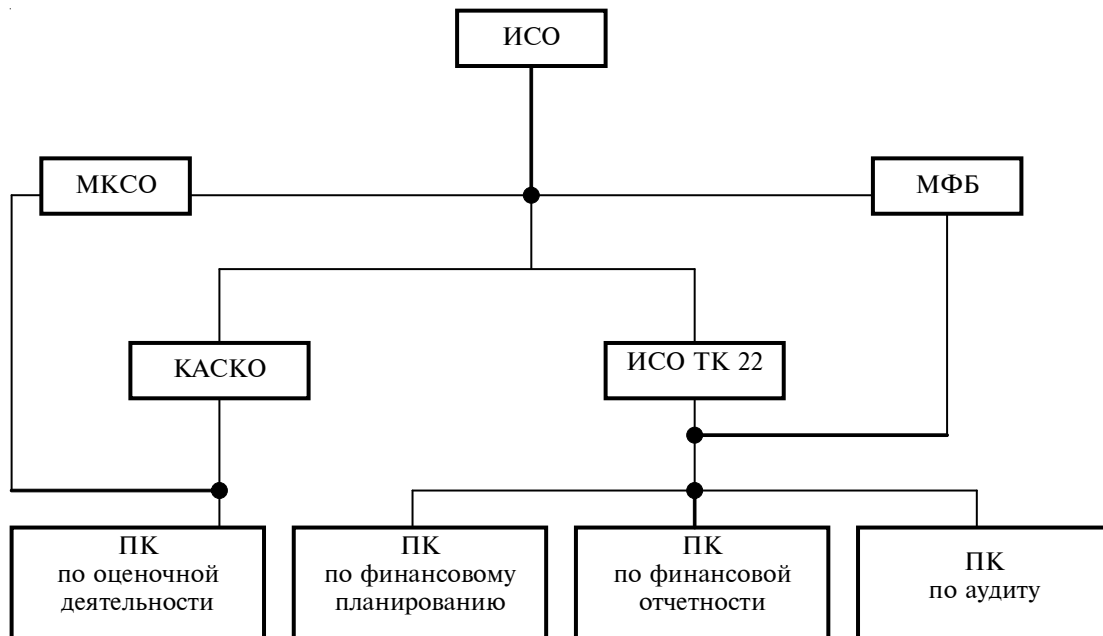 ИСО
МКСО
МФБ
КАСКО
ИСО ТК 22
ПК
по оценочной
деятельности
ПК
по финансовому
планированию
ПК
по финансовой
отчетности
ПК
по аудиту